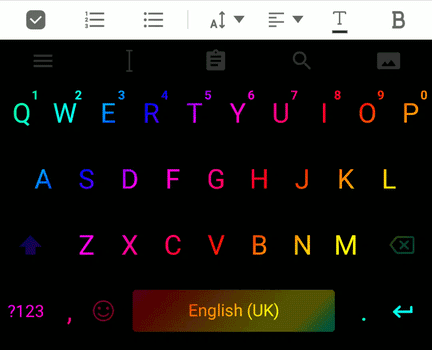 A T B
1 2 3 4 5 6 7 8 9 0
Q W E R T Y U I O P
A S D F G H J K L
Z X C V B N M
?123 , English (UK) .